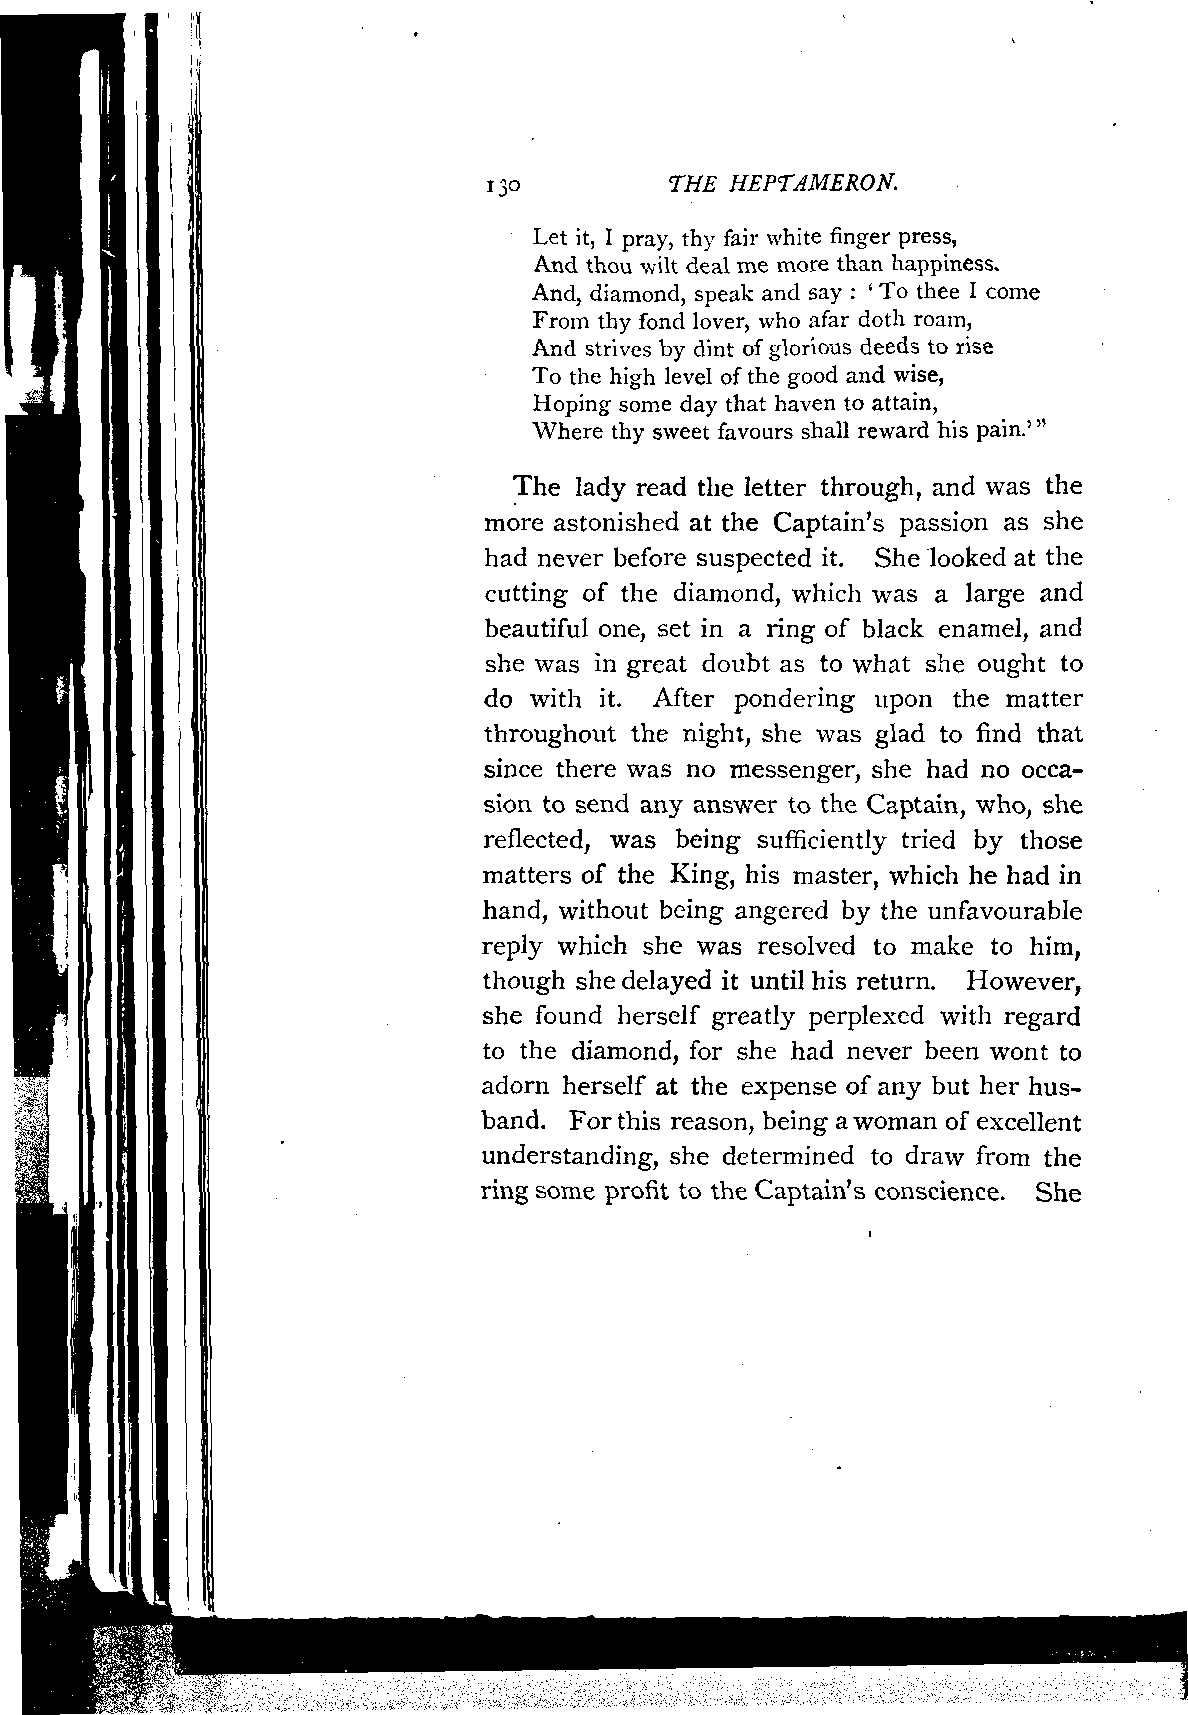 130 THE HEPTAMERON.
Let it, I pray, thy fair white finger press,
And thou wilt deal me more than happiness.
And, diamond, speak and say : ‘ To thee I come
From thy fond lover, who afar doth roam,
And strives by dint of glorious deeds to rise
To the high level of the good and wise,
Hoping some day that haven to attain,
Where thy sweet favours shall reward his pain.’ ”
The lady read the letter through, and was the
more astonished at the Captain's passion as she
had never before suspected it. She looked at the
cutting of the diamond, which was a large and
beautiful one, set in a ring of black enamel, and
she was in great doubt as to what she ought to
do with it. After pondering upon the matter
throughout the night, she was glad to find that
since there was no messenger, she had no occa-
sion to send any answer to the Captain, who, she
reflected, was being sufficiently tried by those
matters of the King, his master, which he had in
hand, without being angered by the unfavourable
reply which she was resolved to make to him,
though she delayed it until his return. However,
she found herself greatly perplexed with regard
to the diamond, for she had never been wont to
adorn herself at the expense of any but her hus-
band. For this reason, being a woman of excellent
understanding, she determined to draw from the
ring some profit to the Captain's conscience. She